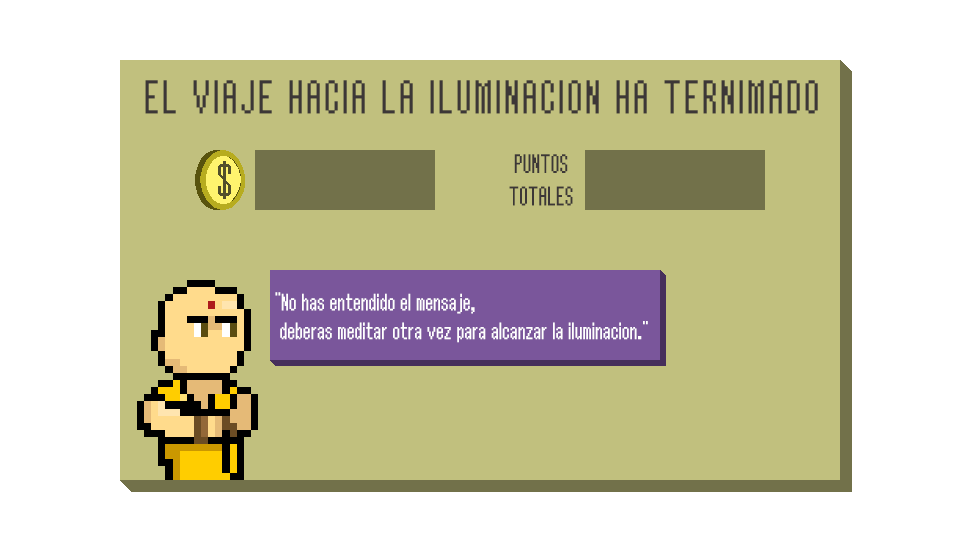 EL VIAJE HACIA LA ILUMINACION HA TERNIMADO
$
PUNTOS
TOTALES
"No has entendido el mensaje,
deberas meditar otra vez para alcanzar la iluminacion."